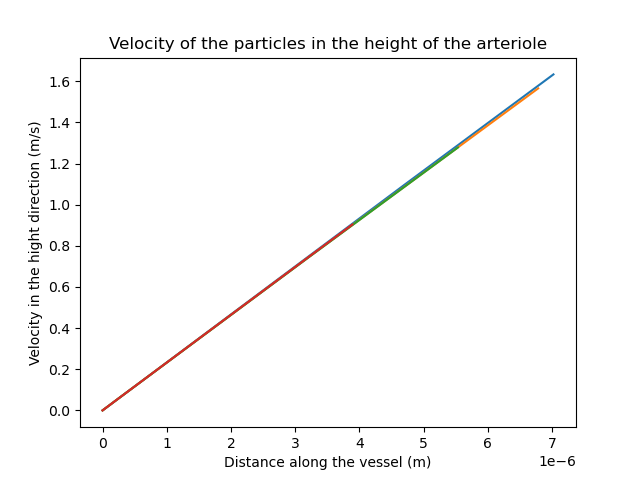 Velocity of the particles in the height of the arteriole
Velocity in the hight direction (m/s)
1.6
1.4
1.2
1.0
0.8
0.6
0.4
0.2
0.0
0 1 2 3 4 5 6 7
1e−6
Distance along the vessel (m)